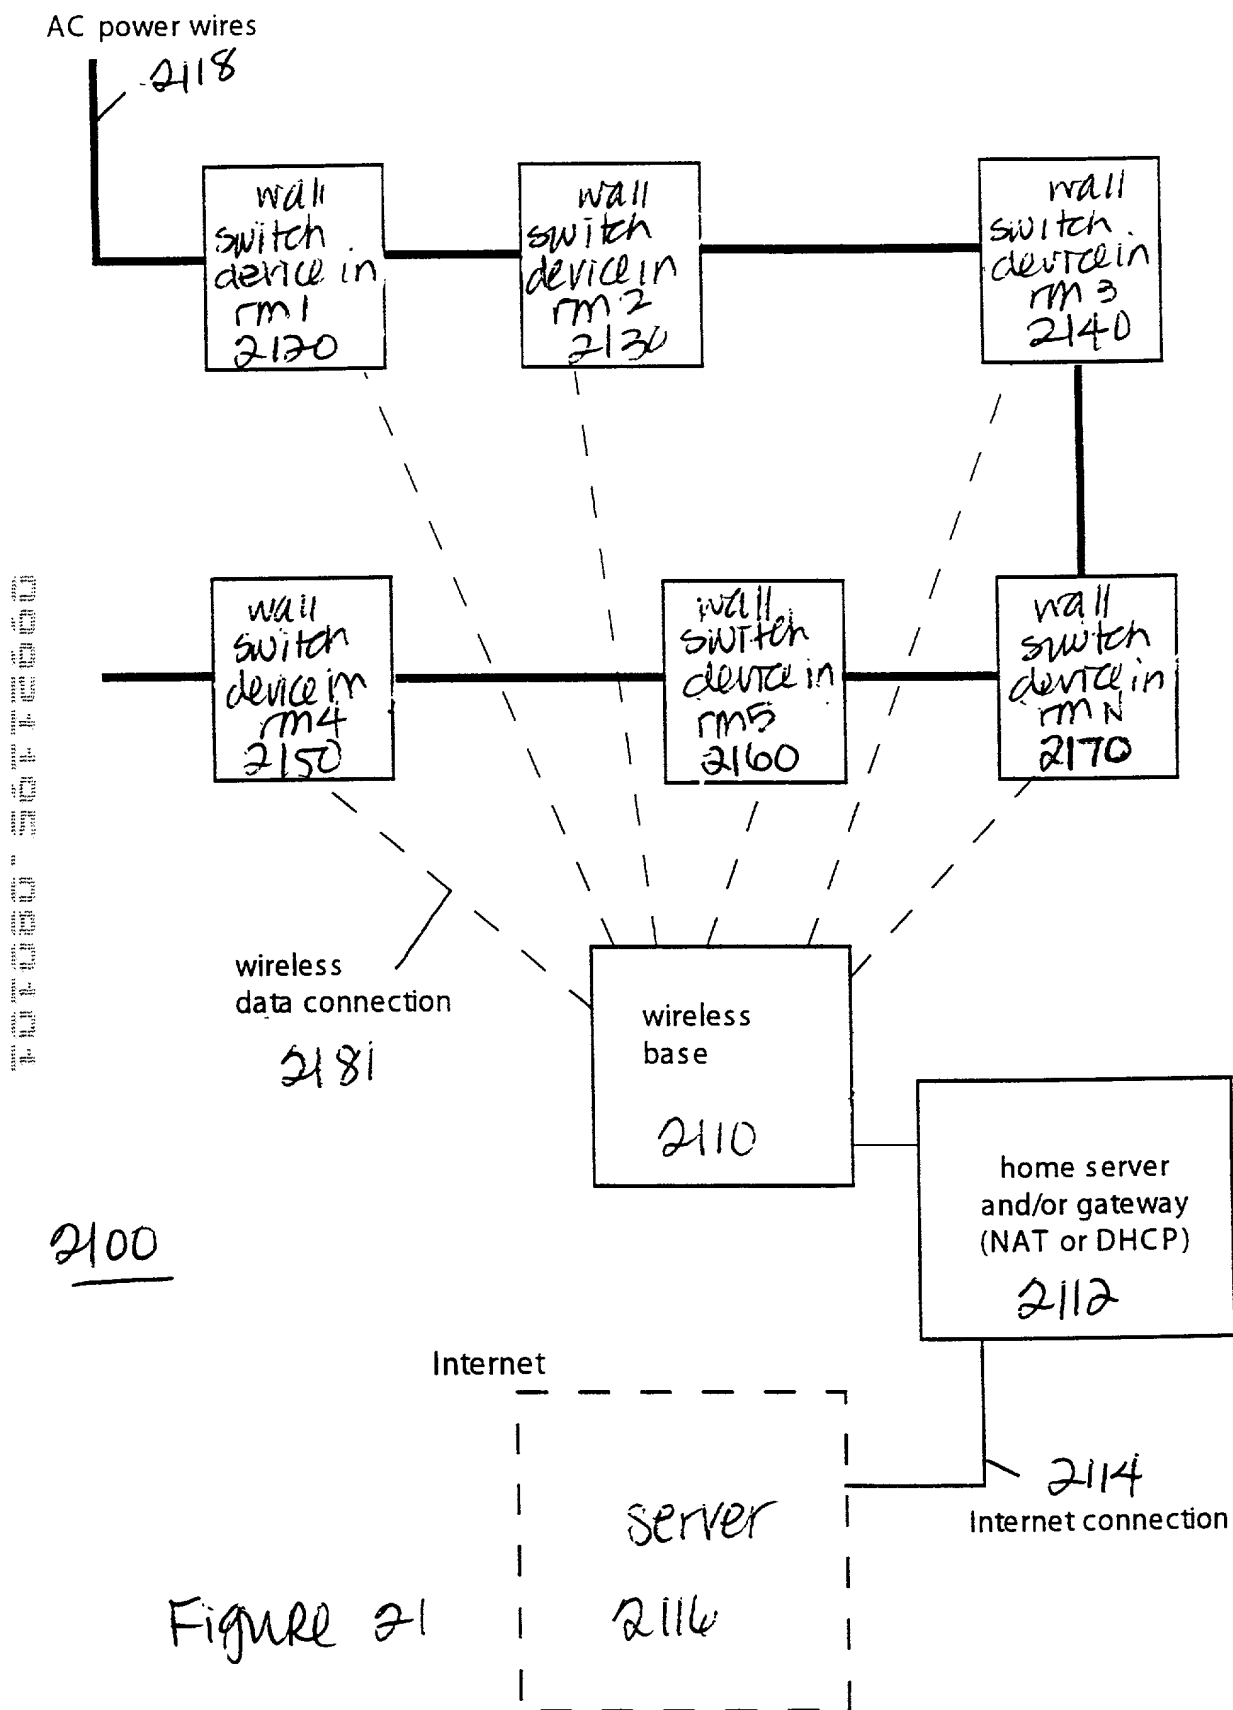 AC power wires
2118
wall
switch
device in
rm 1
2120
wall
switch
device in
rm 2
2130
wall
switch
device in
rm 3
2140
wall
switch
device in
rm 4
2150
wall
switch
device in
rm 5
2160
wall
switch
device in
rm N
2170
wireless
data connection
2181
wireless
base
2110
home server
and/or gateway
(NAT or DHCP)
2112
2100
Internet
server
2116
2114
Internet connection
Figure 21